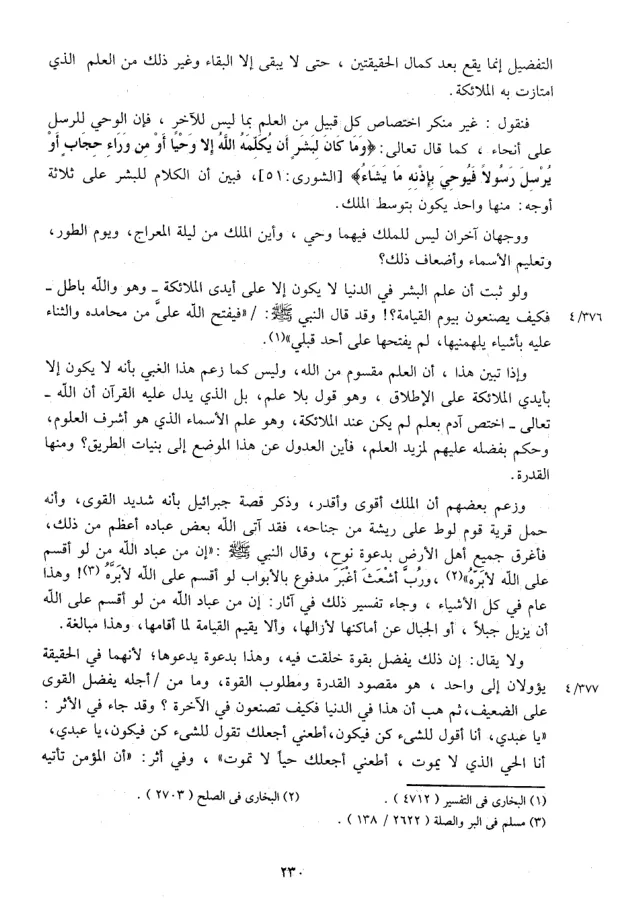 التفضيل إنما يقع بعد كمال الحقيقتين ، حتى لا يبقى إلا البقاء وغير ذلك من العلم الذي
امتازت به الملائكة .
فنقول : غير منكر اختصاص كل قبيل من العلم بما ليس للآخر ، فإن الوحي للرسل
على أنحاء ، كما قال تعالى: ﴿وَمَا كَانَ لِبَشَرٍ أَن يُكَلِّمَهُ اللَّهُ إِلا وَحْيًا أَوْ مِن وَرَاءِ حِجَابٍ أَوْ
يُرْسِلَ رَسُولاً فَيُوحِيَ بِإِذْنِهِ مَا يَشَاءُ﴾ [الشورى: ٥١]، فبين أن الكلام للبشر على ثلاثة
أوجه: منها واحد يكون بتوسط الملك.
ووجهان آخران ليس للملك فيهما وحي ، وأين الملك من ليلة المعراج، ويوم الطور،
وتعليم الأسماء وأضعاف ذلك؟
ولو ثبت أن علم البشر في الدنيا لا يكون إلا على أيدى الملائكة ـ وهو والله باطل ـ
فكيف يصنعون بيوم القيامة؟! وقد قال النبي ﷺ: /«فيفتح الله علىَّ من محامده والثناء
٤/٣٧٦
عليه بأشياء يلهمنيها، لم يفتحها على أحد قبلي»(١).
وإذا تبين هذا ، أن العلم مقسوم من الله، وليس كما زعم هذا الغبي بأنه لا يكون إلا
بأيدي الملائكة على الإطلاق ، وهو قول بلا علم، بل الذي يدل عليه القرآن أن الله ـ
تعالى ـ اختص آدم بعلم لم يكن عند الملائكة، وهو علم الأسماء الذي هو أشرف العلوم،
وحكم بفضله عليهم لمزيد العلم، فأين العدول عن هذا الموضع إلى بنيات الطريق؟ ومنها
القدرة.
وزعم بعضهم أن الملك أقوى وأقدر، وذكر قصة جبرائيل بأنه شديد القوى، وأنه
حمل قرية قوم لوط على ريشة من جناحه، فقد آتى الله بعض عباده أعظم من ذلك،
فأغرق جميع أهل الأرض بدعوة نوح، وقال النبي ﷺ :«إن من عباد الله من لو أقسم
على الله لأبَرَّه»(٢) ،ورُبَّ أشْعَثَ أَغْبَرَ مدفوع بالأبواب لو أقسم على الله لأبَرَّهُ (٣)! وهذا
عام في كل الأشياء ، وجاء تفسير ذلك في آثار: إن من عباد الله من لو أقسم على الله
أن يزيل جبلاً ، أو الجبال عن أماكنها لأزالها، وألا يقيم القيامة لما أقامها، وهذا مبالغة.
ولا يقال: إن ذلك يفضل بقوة خلقت فيه، وهذا بدعوة يدعوها؛ لأنهما في الحقيقة
يؤولان إلى واحد ، هو مقصود القدرة ومطلوب القوة، وما من /أجله يفضل القوى
٤/٣٧٧
على الضعيف، ثم هب أن هذا في الدنيا فكيف تصنعون في الآخرة ؟ وقد جاء في الأثر :
«يا عبدي، أنا أقول للشىء كن فيكون،أطعني أجعلك تقول للشىء كن فيكون،يا عبدي،
أنا الحي الذي لا يموت ، أطعني أجعلك حياً لا تموت» ، وفي أثر: «أن المؤمن تأتيه
(١) البخارى فى التفسير ( ٤٧١٢ ) . (٢) البخارى فى الصلح ( ٢٧٠٣ ) .
(٣) مسلم فى البر والصلة ( ٢٦٢٢ / ١٣٨ ) .
٢٣٠